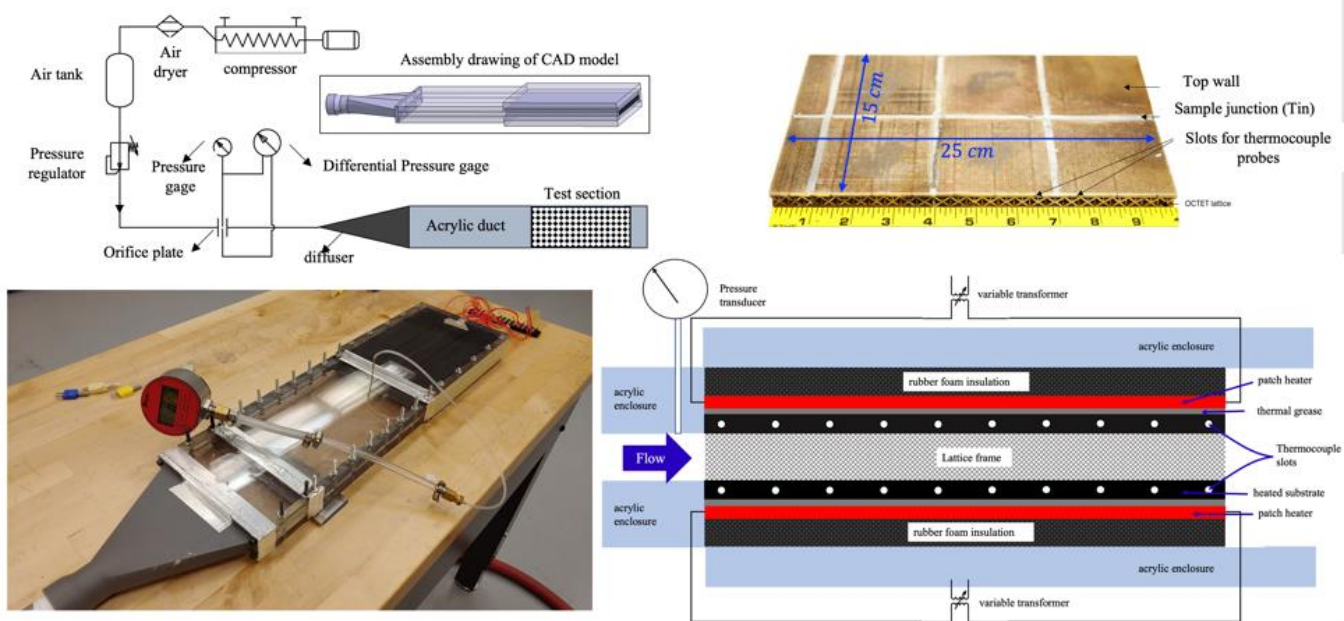 Air
dryer
compressor
Air tank
Assembly drawing of CAD model
Pressure
regulator
Pressure
gage
Differential Pressure gage
Test section
Acrylic duct
Orifice plate
diffuser
15 cm
25 cm
Top wall
Sample junction (Tin)
Slots for thermocouple
probes
OCTET lattice
1 2 3 4 5 6 7 8 9
Pressure
transducer
variable transformer
acrylic enclosure
rubber foam insulation
patch heater
acrylic
enclosure
thermal grease
Flow
Lattice frame
Thermocouple
slots
heated substrate
acrylic
enclosure
patch heater
rubber foam insulation
acrylic enclosure
variable transformer